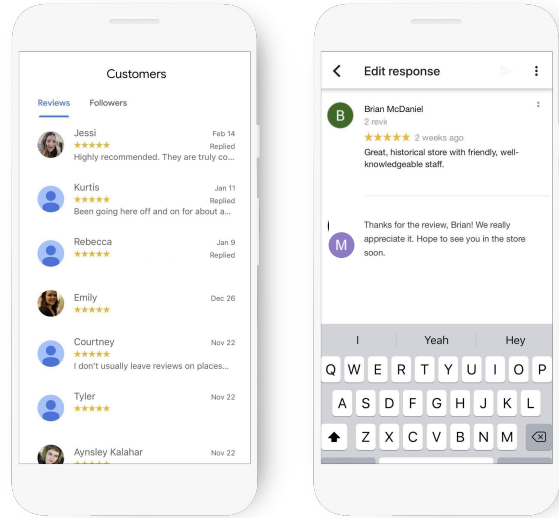 Customers
Reviews Followers
Jessi Feb 14
Replied
Highly recommended. They are truly co...
Kurtis Jan 11
Replied
Been going here off and on for about a...
Rebecca Jan 9
Replied
Emily Dec 26
Courtney Nov 22
I don't usually leave reviews on places...
Tyler Nov 22
Aynsley Kalahar Nov 22
Edit response
B
Brian McDaniel
2 revi
2 weeks ago
Great, historical store with friendly, well-
knowledgeable staff.
M
Thanks for the review, Brian! We really
appreciate it. Hope to see you in the store
soon.
I Yeah Hey
Q W E R T Y U I O P
A S D F G H J K L
Z X C V B N M